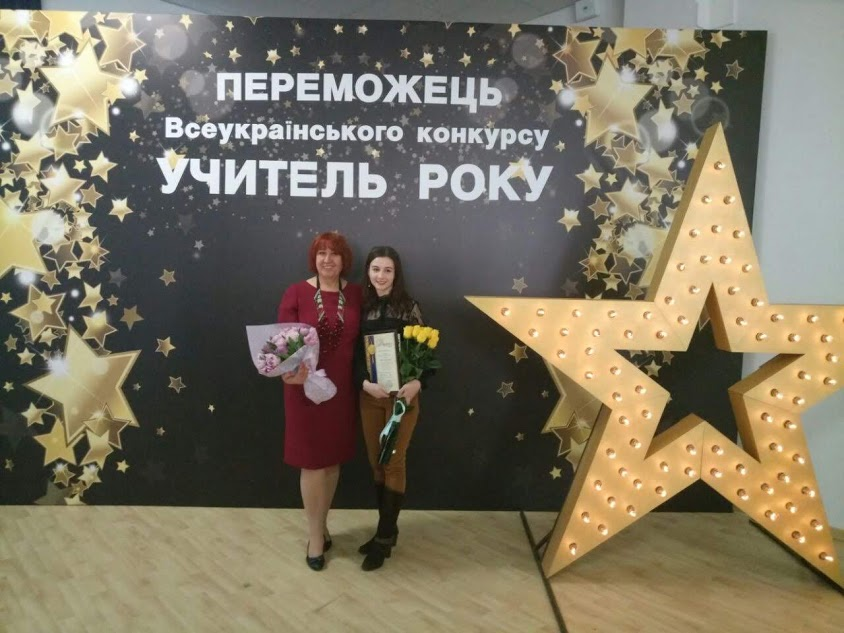 ПЕРЕМОЖЕЦЬ
Всеукраїнського конкурсу
УЧИТЕЛЬ РОКУ